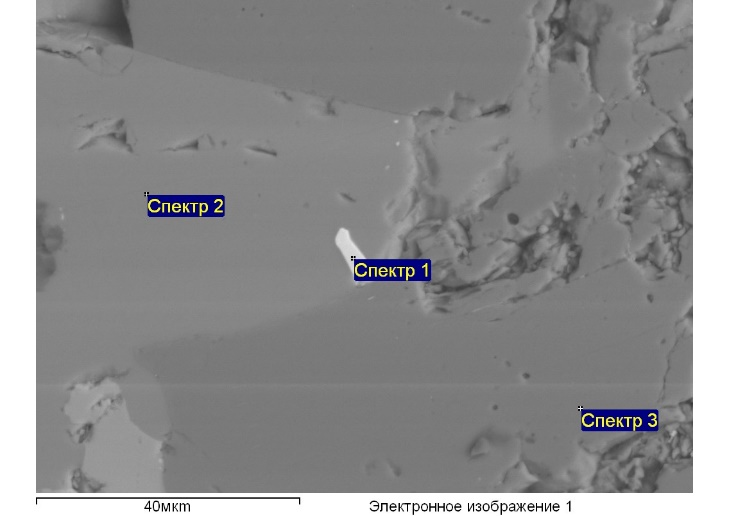 Спектр 2
Спектр 1
Спектр 3
40мкm Электронное изображение 1